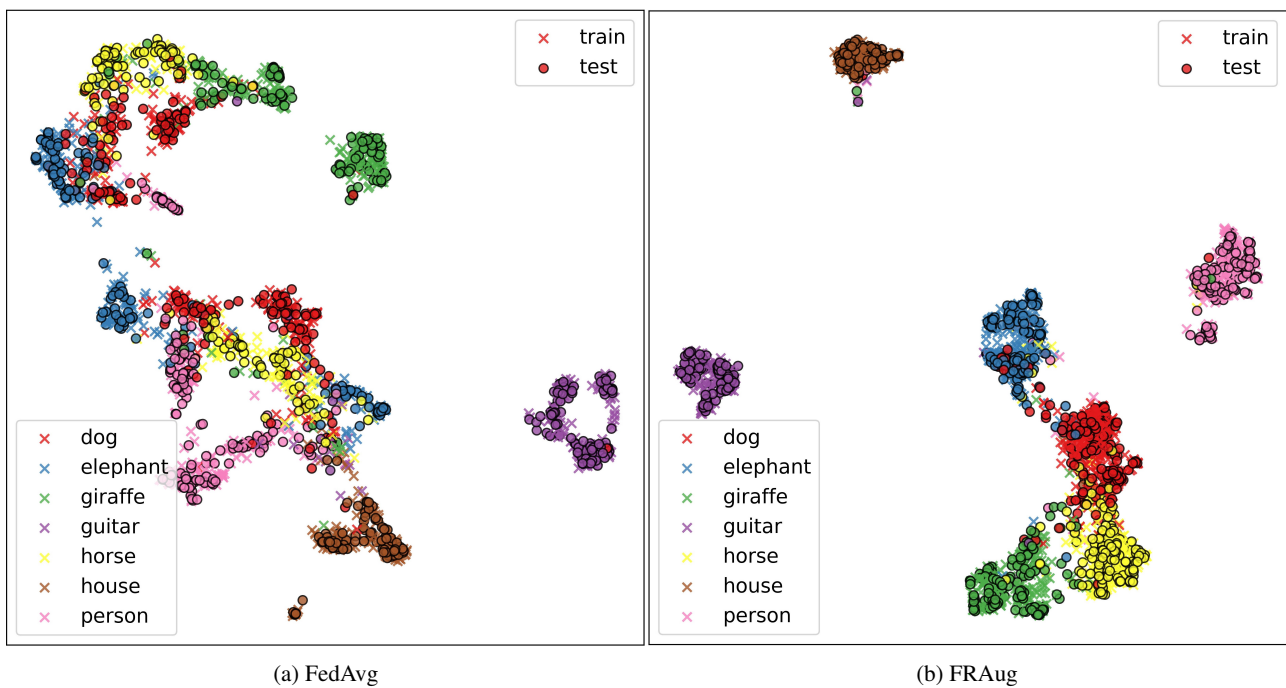 train
test
dog
elephant
giraffe
guitar
horse
house
person
(a) FedAvg
train
test
dog
elephant
giraffe
guitar
horse
house
person
(b) FRAug